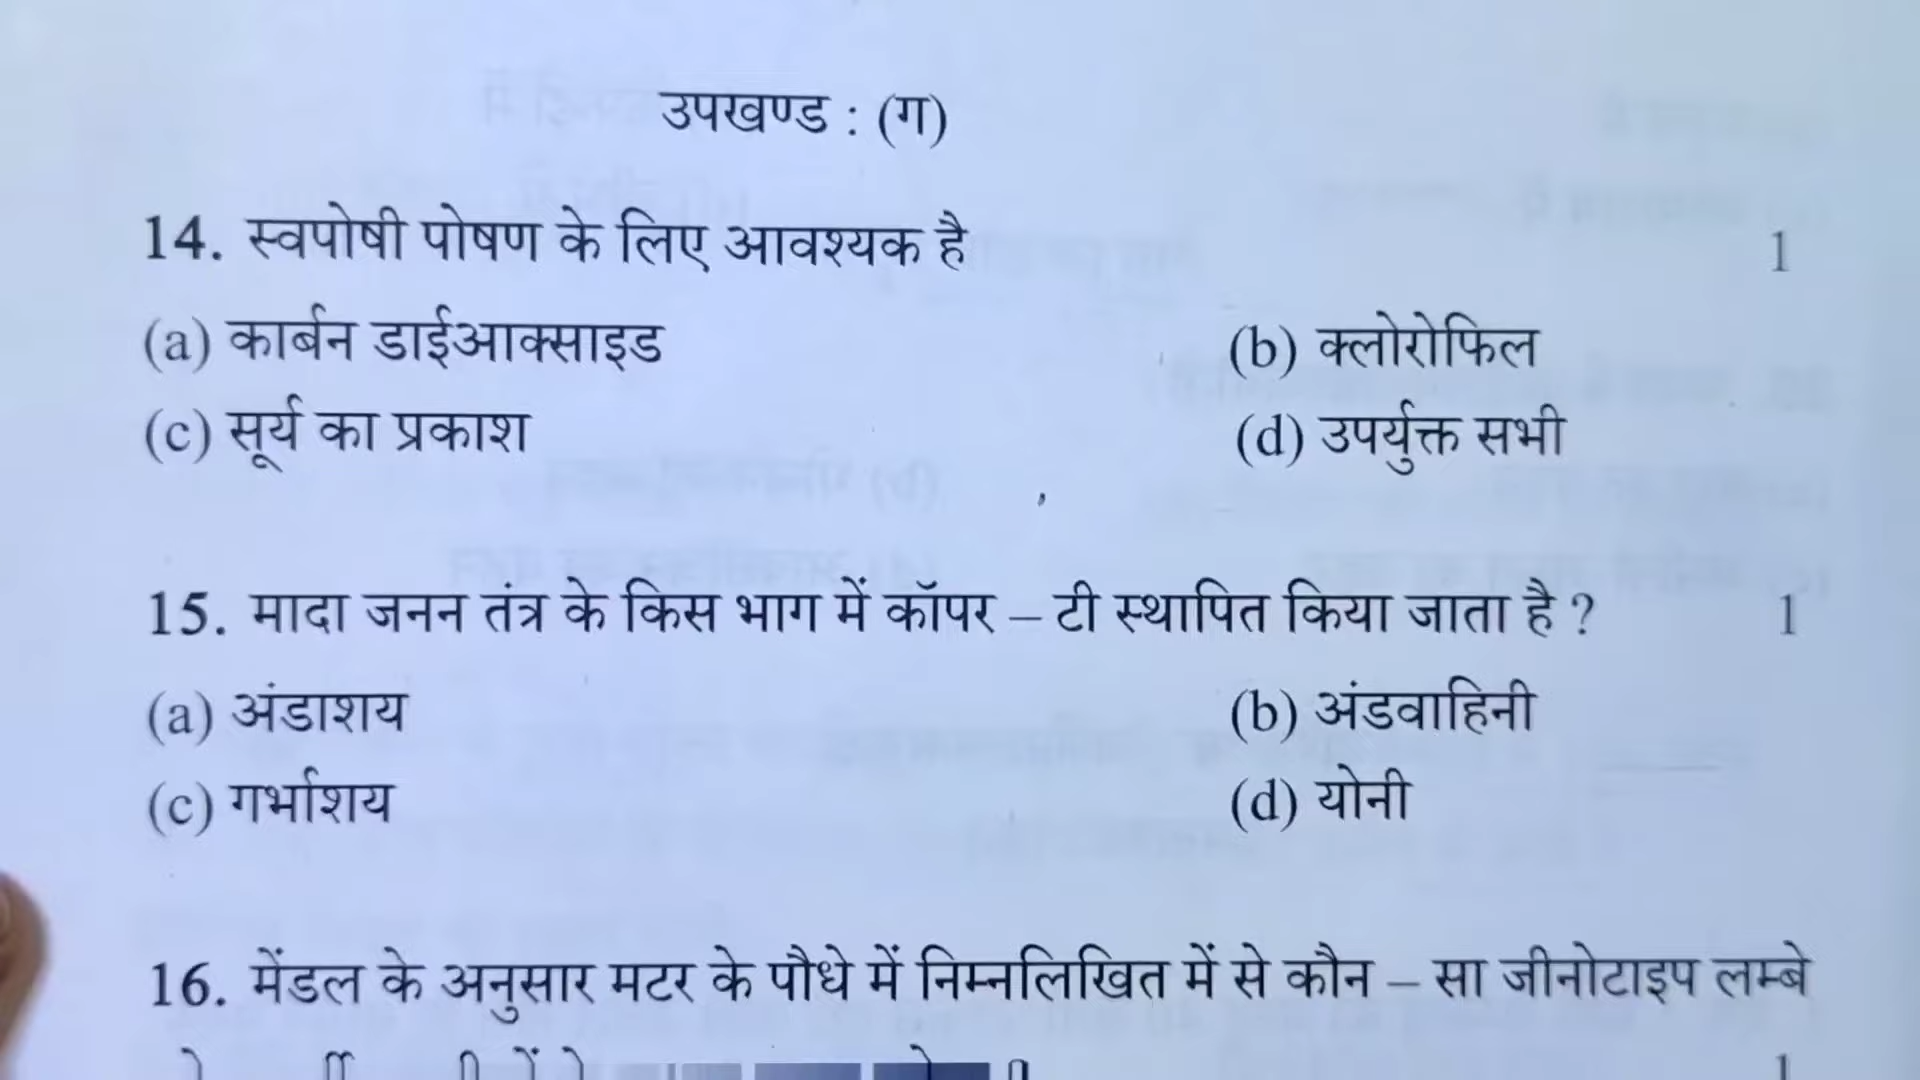 उपखण्ड : (ग)
14. स्वपोषी पोषण के लिए आवश्यक है 1
(a) कार्बन डाईआक्साइड (b) क्लोरोफिल
(c) सूर्य का प्रकाश (d) उपर्युक्त सभी
15. मादा जनन तंत्र के किस भाग में कॉपर – टी स्थापित किया जाता है ? 1
(a) अंडाशय (b) अंडवाहिनी
(c) गर्भाशय (d) योनी
16. मेंडल के अनुसार मटर के पौधे में निम्नलिखित में से कौन – सा जीनोटाइप लम्बे
1